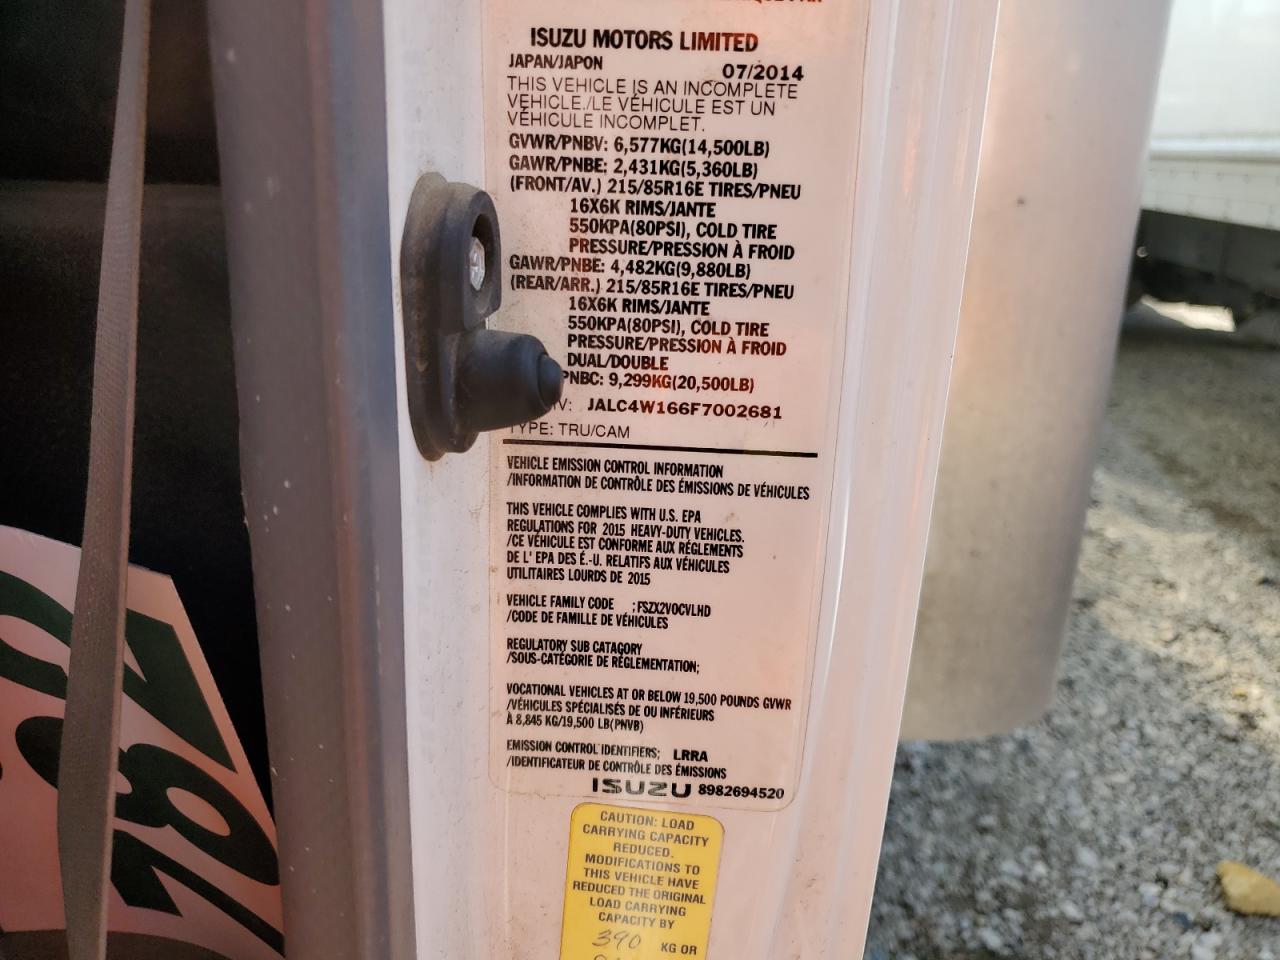 ISUZU MOTORS LIMITED
JAPAN/JAPON 07/2014
THIS VEHICLE IS AN INCOMPLETE
VEHICLE./LE VÉHICULE EST UN
VÉHICULE INCOMPLET.
GVWR/PNBV: 6,577KG(14,500LB)
GAWR/PNBE: 2,431KG(5,360LB)
(FRONT/AV.) 215/85R16E TIRES/PNEU
16X6K RIMS/JANTE
550KPA(80PSI), COLD TIRE
PRESSURE/PRESSION À FROID
GAWR/PNBE: 4,482KG(9,880LB)
(REAR/ARR.) 215/85R16E TIRES/PNEU
16X6K RIMS/JANTE
550KPA(80PSI), COLD TIRE
PRESSURE/PRESSION À FROID
DUAL/DOUBLE
PNBC: 9,299KG(20,500LB)
JALC4W166F7002681
TYPE: TRU/CAM
VEHICLE EMISSION CONTROL INFORMATION
/INFORMATION DE CONTRÔLE DES ÉMISSIONS DE VÉHICULES
THIS VEHICLE COMPLIES WITH U.S. EPA
REGULATIONS FOR 2015 HEAVY-DUTY VEHICLES.
/CE VÉHICULE EST CONFORME AUX RÉGLEMENTS
DE L' EPA DES É.-U. RELATIFS AUX VÉHICULES
UTILITAIRES LOURDS DE 2015
VEHICLE FAMILY CODE ;FSZX2VOCVLHD
/CODE DE FAMILLE DE VÉHICULES
REGULATORY SUB CATAGORY
/SOUS-CATÉGORIE DE RÉGLEMENTATION;
VOCATIONAL VEHICLES AT OR BELOW 19,500 POUNDS GVWR
/VÉHICULES SPÉCIALISÉS DE OU INFÉRIEURS
À 8,845 KG/19,500 LB(PNVB)
EMISSION CONTROL IDENTIFIERS; LRRA
/IDENTIFICATEUR DE CONTRÔLE DES ÉMISSIONS
ISUZU 8982694520
CAUTION: LOAD
CARRYING CAPACITY
REDUCED.
MODIFICATIONS TO
THIS VEHICLE HAVE
REDUCED THE ORIGINAL
LOAD CARRYING
CAPACITY BY
390 KG OR